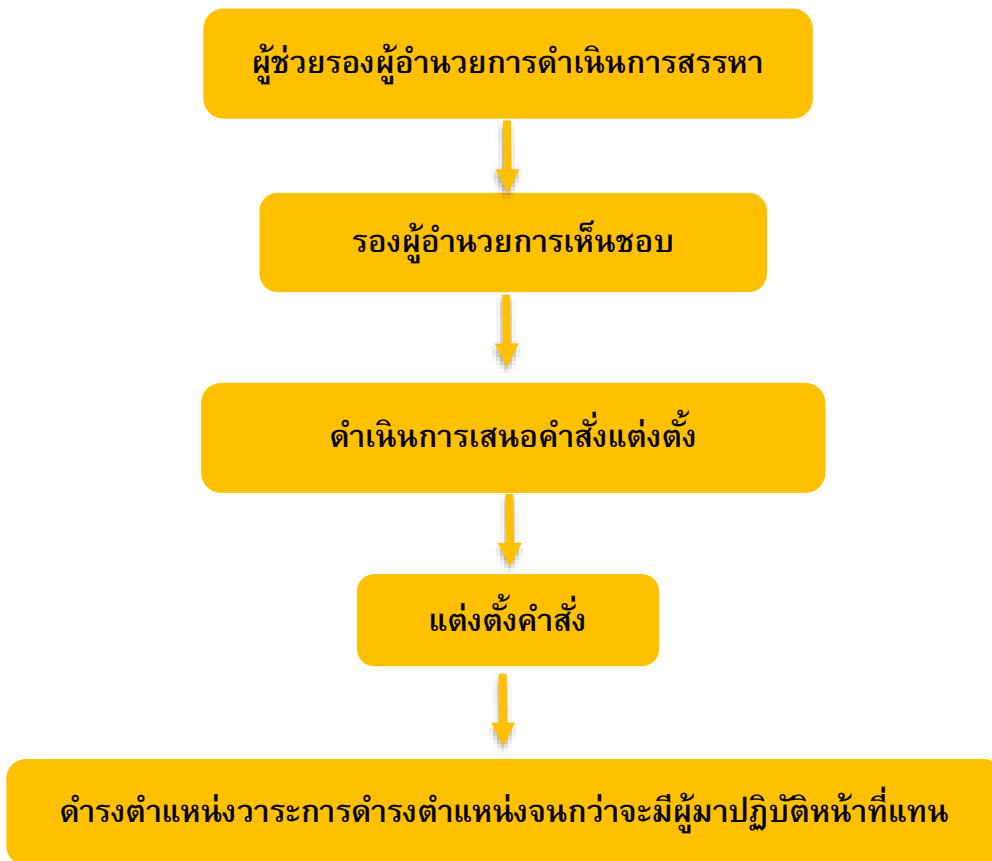 ผู้ช่วยรองผู้อำนวยการดำเนินการสรรหา
รองผู้อำนวยการเห็นชอบ
ดำเนินการเสนอคำสั่งแต่งตั้ง
แต่งตั้งคำสั่ง
ดำรงตำแหน่งวาระการดำรงตำแหน่งจนกว่าจะมีผู้มาปฏิบัติหน้าที่แทน